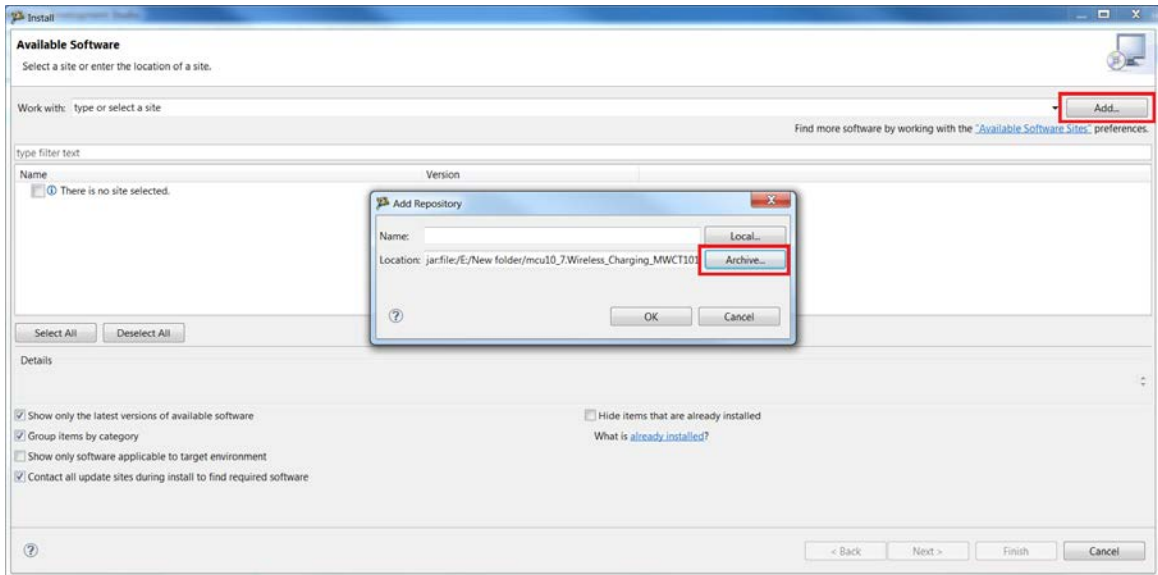 Install
Available Software
Select a site or enter the location of a site.
Work with: type or select a site
Add...
Find more software by working with the "Available Software Sites" preferences.
type filter text
Name Version
There is no site selected.
Add Repository
Name: Local...
Location: jar:file:/E:/New folder/mcu10_7.Wireless_Charging_MWCT101 Archive...
OK Cancel
Select All Deselect All
Details
Show only the latest versions of available software
Hide items that are already installed
Group items by category
What is already installed?
Show only software applicable to target environment
Contact all update sites during install to find required software
< Back Next > Finish Cancel